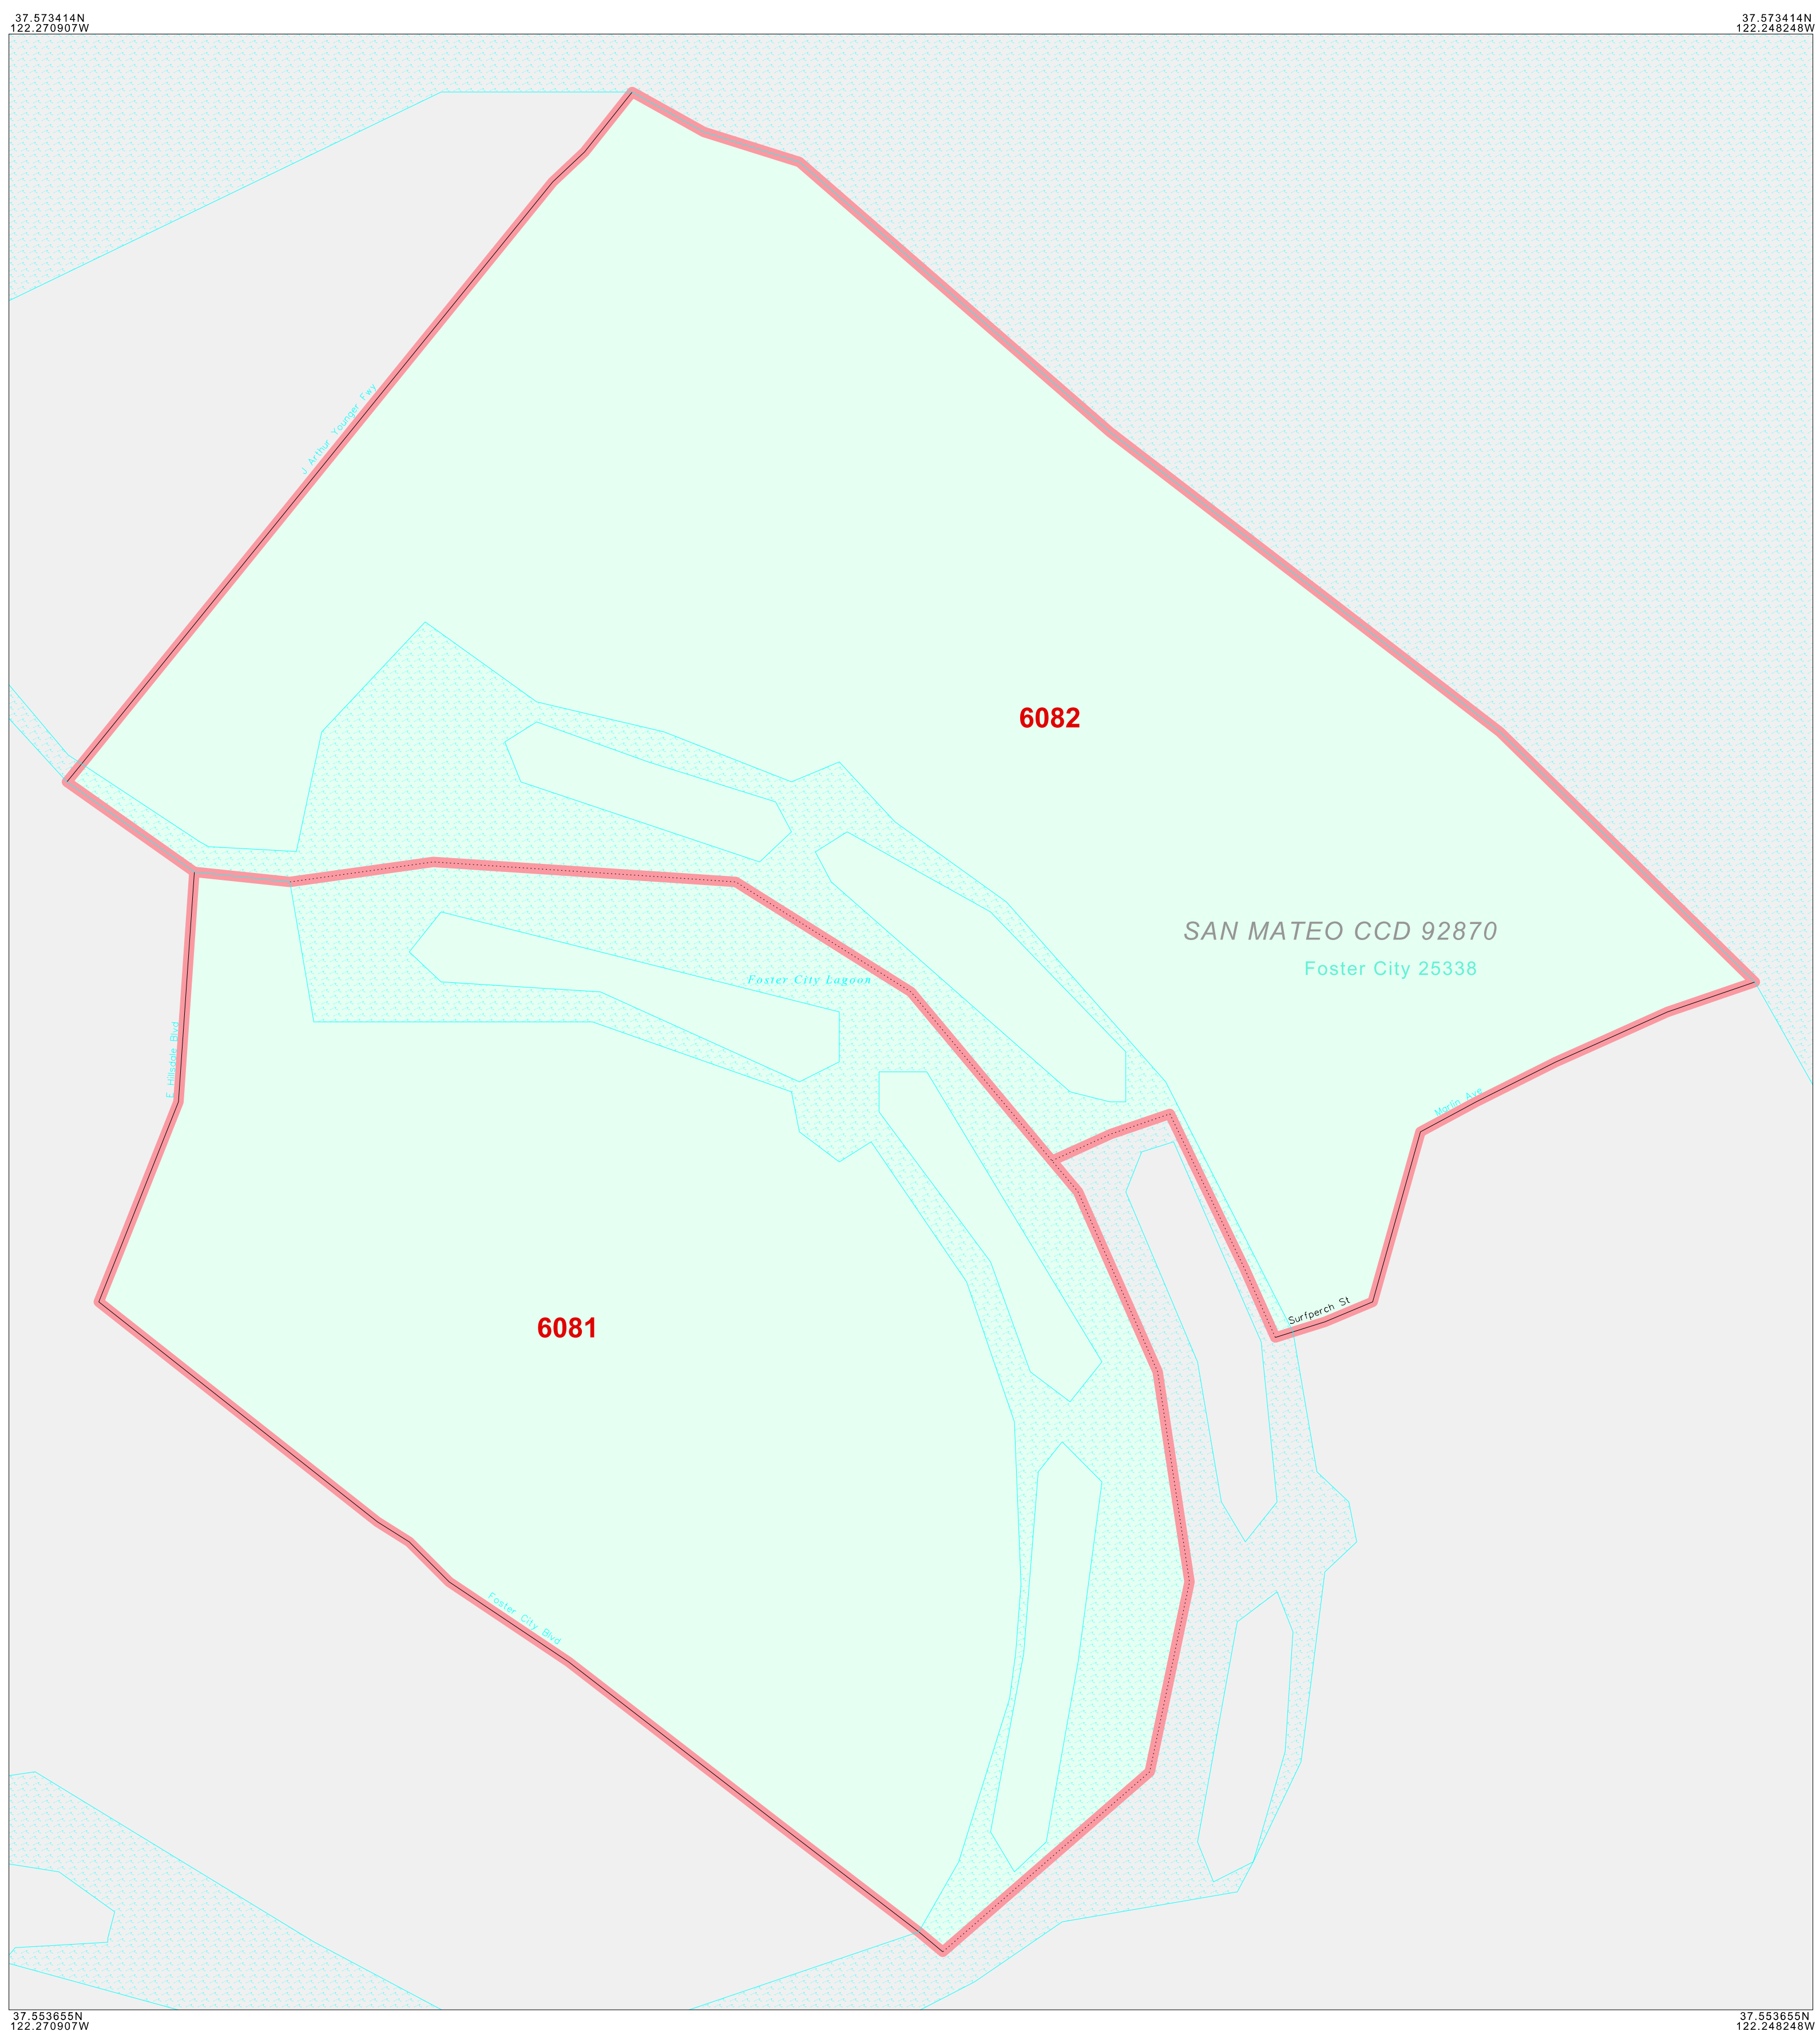 37.573414N
122.270907W
37.573414N
122.248248W
J Arthur Younger Fwy
6082
SAN MATEO CCD 92870
Foster City 25338
Foster City Lagoon
E Hillsdale Blvd
Marlin Ave
Surfperch St
6081
Foster City Blvd
37.553655N
122.270907W
37.553655N
122.248248W